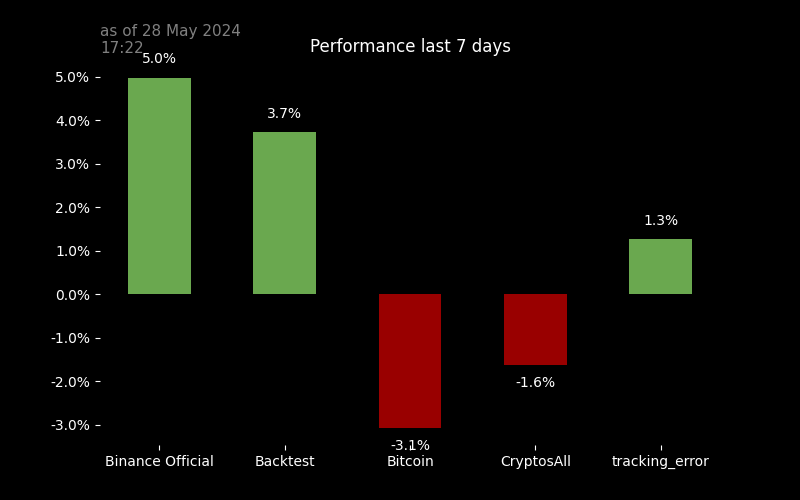 as of 28 May 2024
17:22
Performance last 7 days
5.0%
3.7%
-3.1%
-1.6%
1.3%
5.0%
4.0%
3.0%
2.0%
1.0%
0.0%
-1.0%
-2.0%
-3.0%
Binance Official
Backtest
Bitcoin
CryptosAll
tracking_error